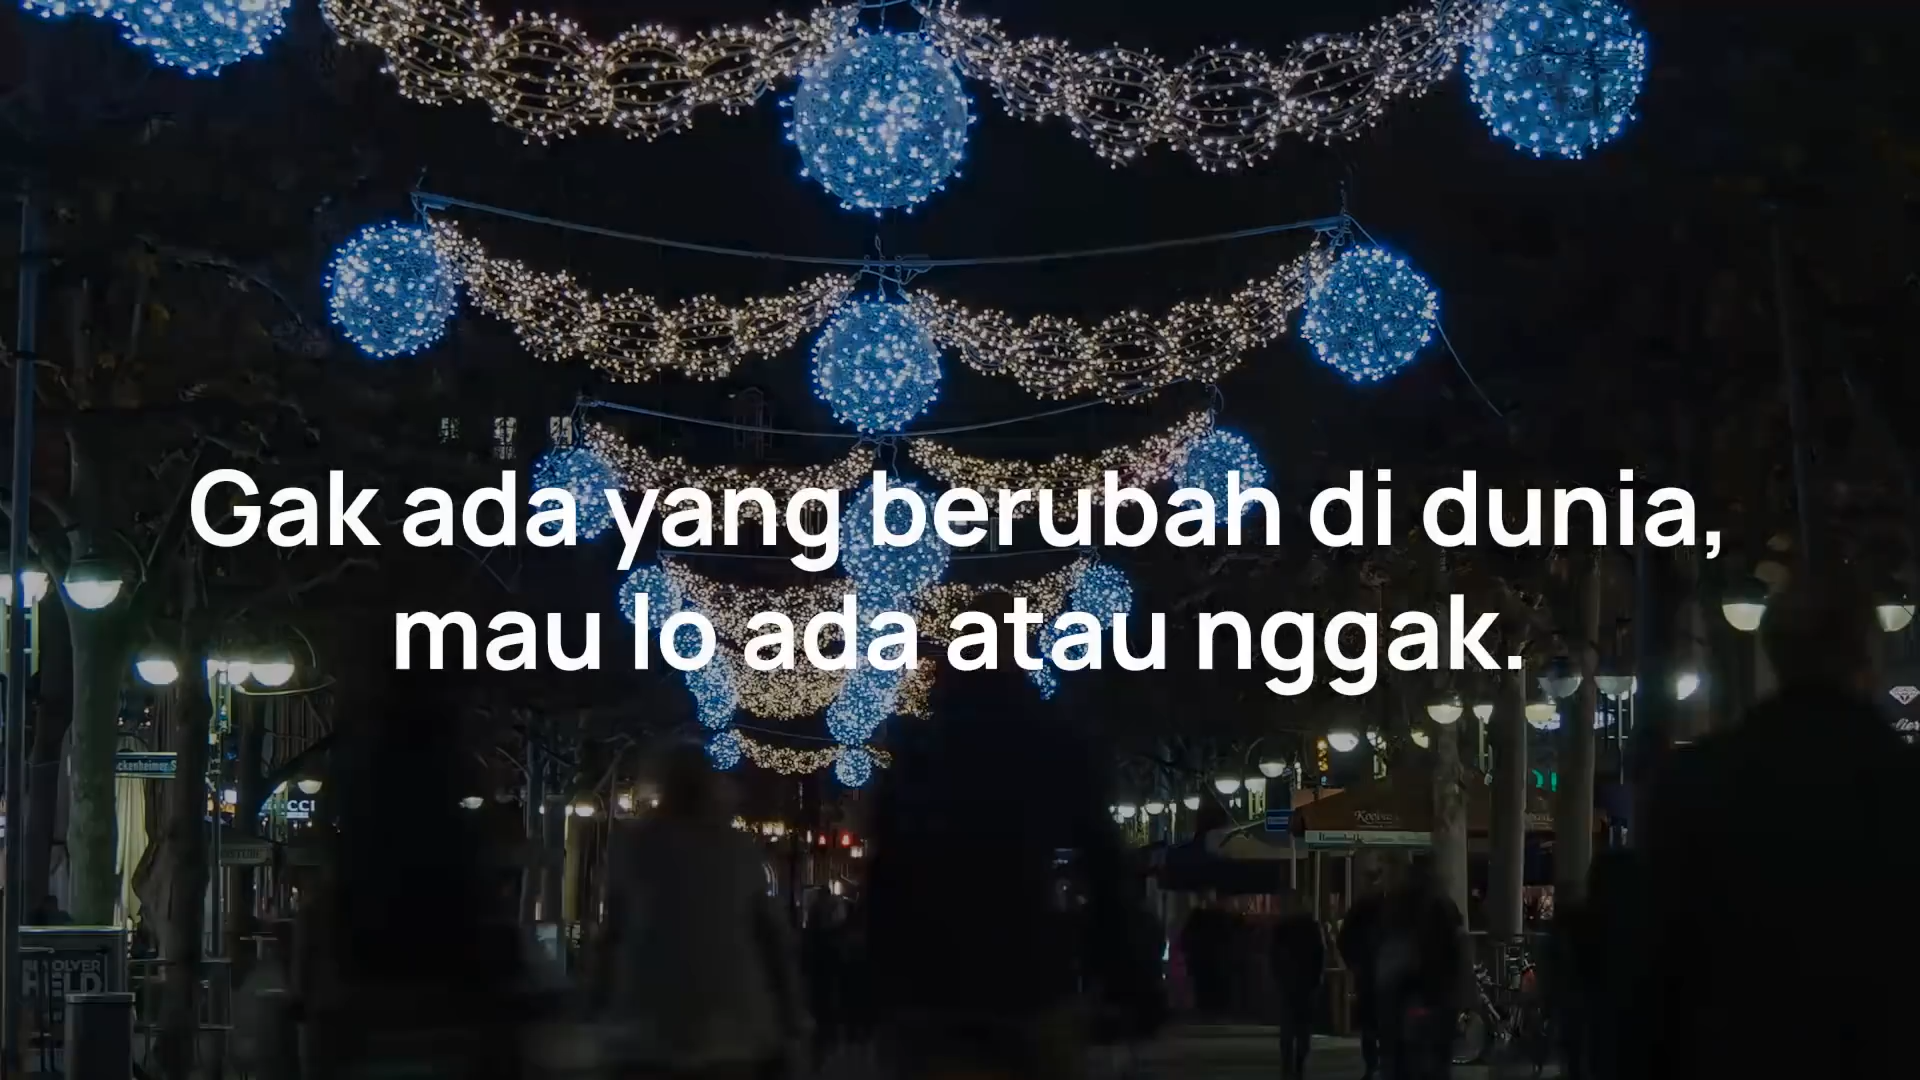 Gak ada yang berubah di dunia,
mau lo ada atau nggak.